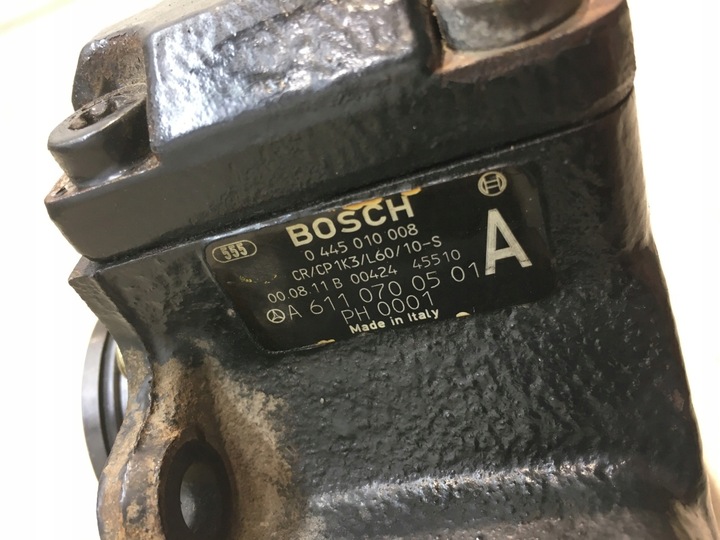 555
BOSCH
0 445 010 008
CR/CP1K3/L60/10-S
00.08.11 B 00424 45510
A 611 070 05 01
A
PH 0001
Made in Italy